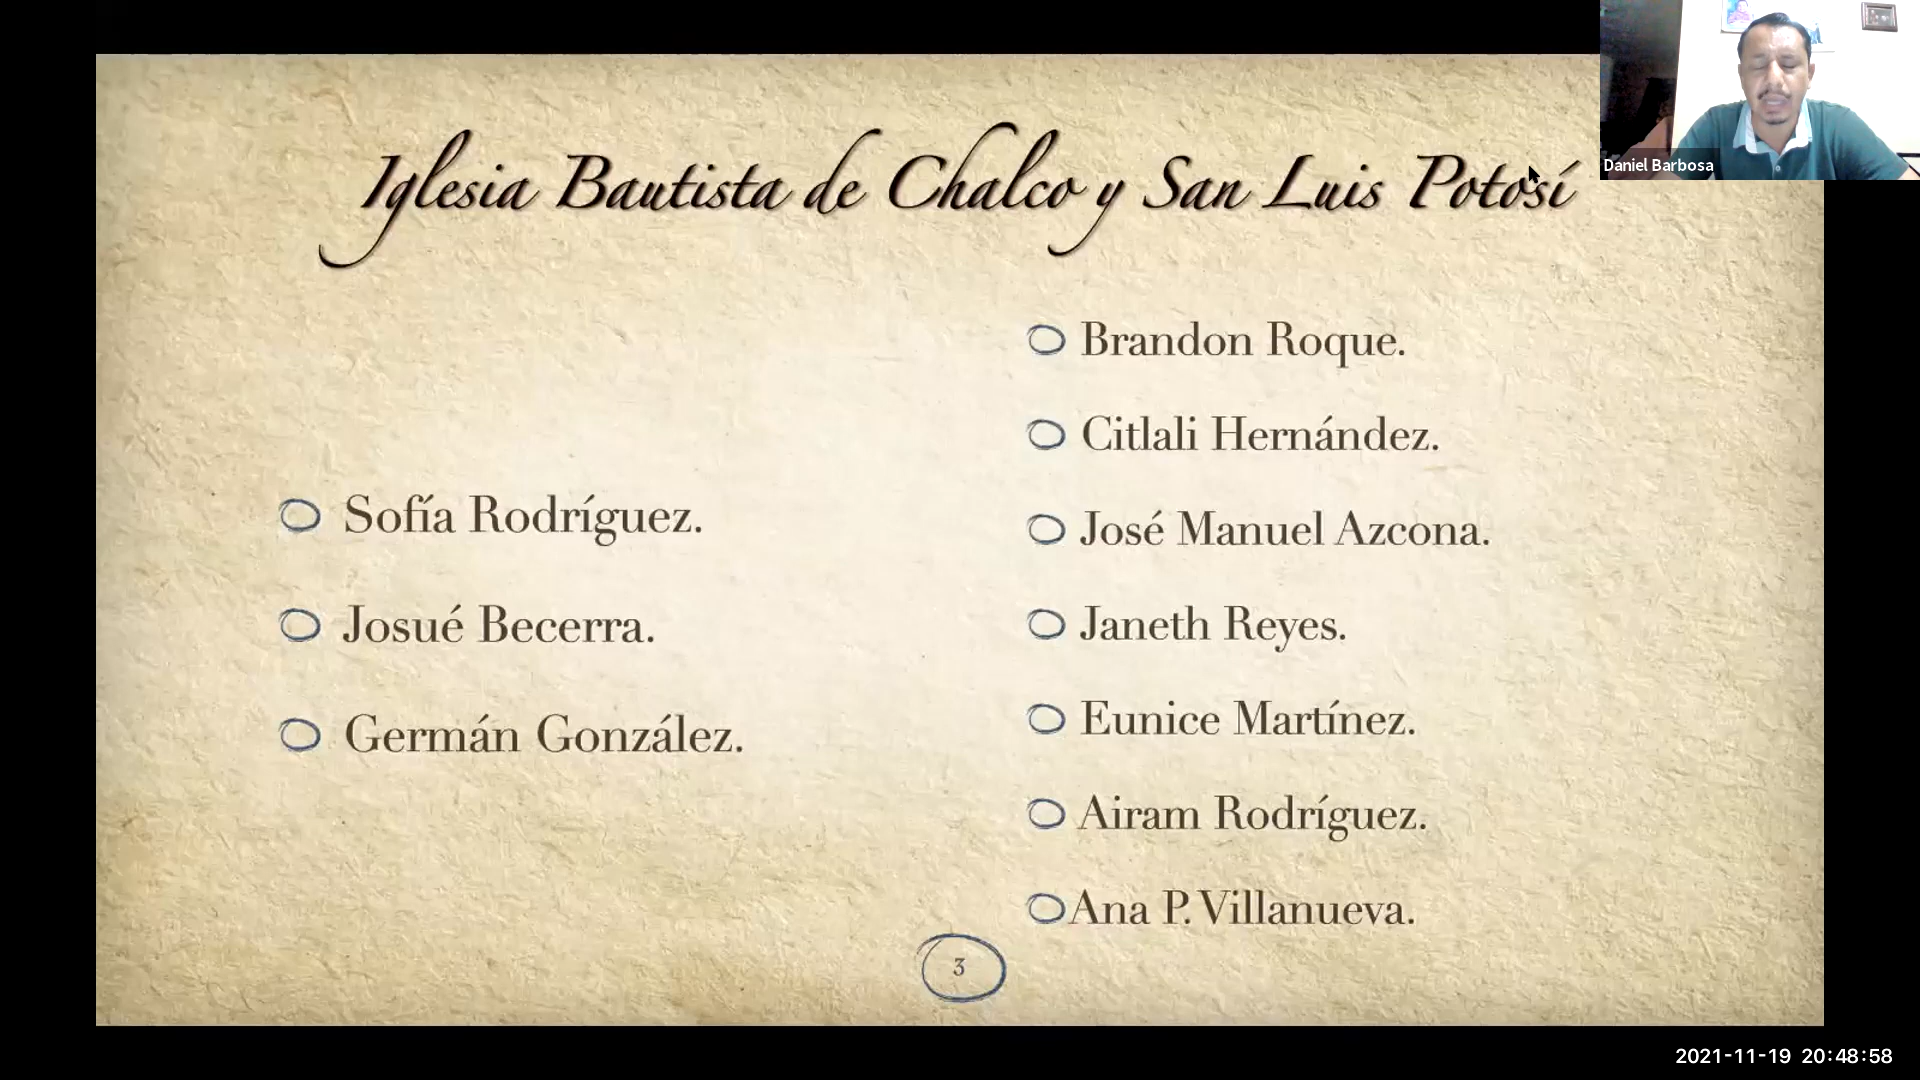 Iglesia Bautista de Chalco y San Luis Potosí
Daniel Barbosa
Sofía Rodríguez.
Josué Becerra.
Germán González.
Brandon Roque.
Citlali Hernández.
José Manuel Azcona.
Janeth Reyes.
Eunice Martínez.
Airam Rodríguez.
Ana P. Villanueva.
3
2021-11-19 20:48:58